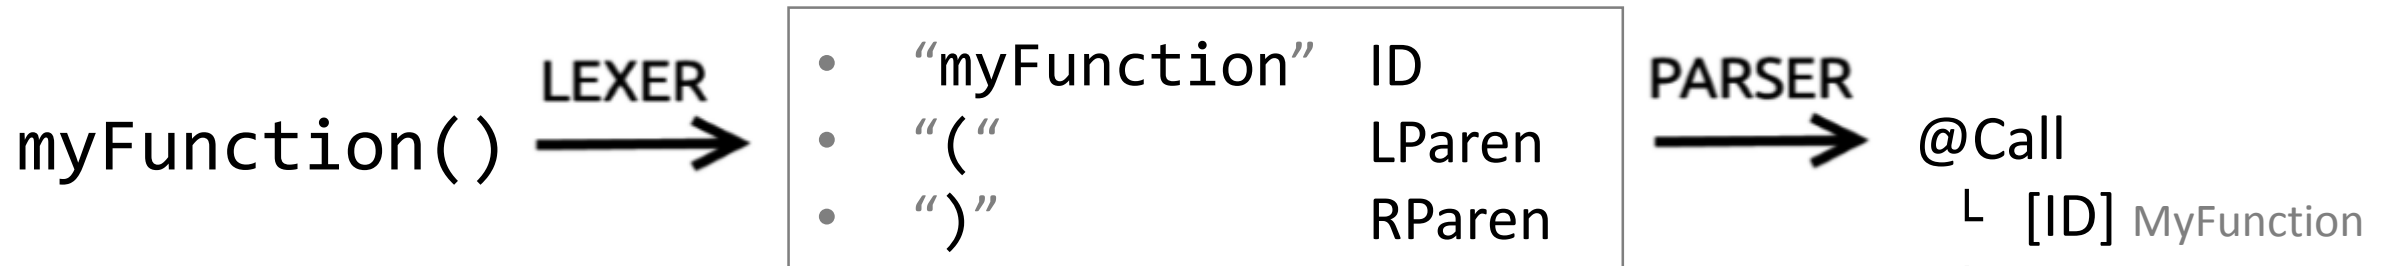 myFunction()
LEXER
• “myFunction” ID
• “(“ LParen
• “)” RParen
PARSER
@Call
└ [ID] MyFunction